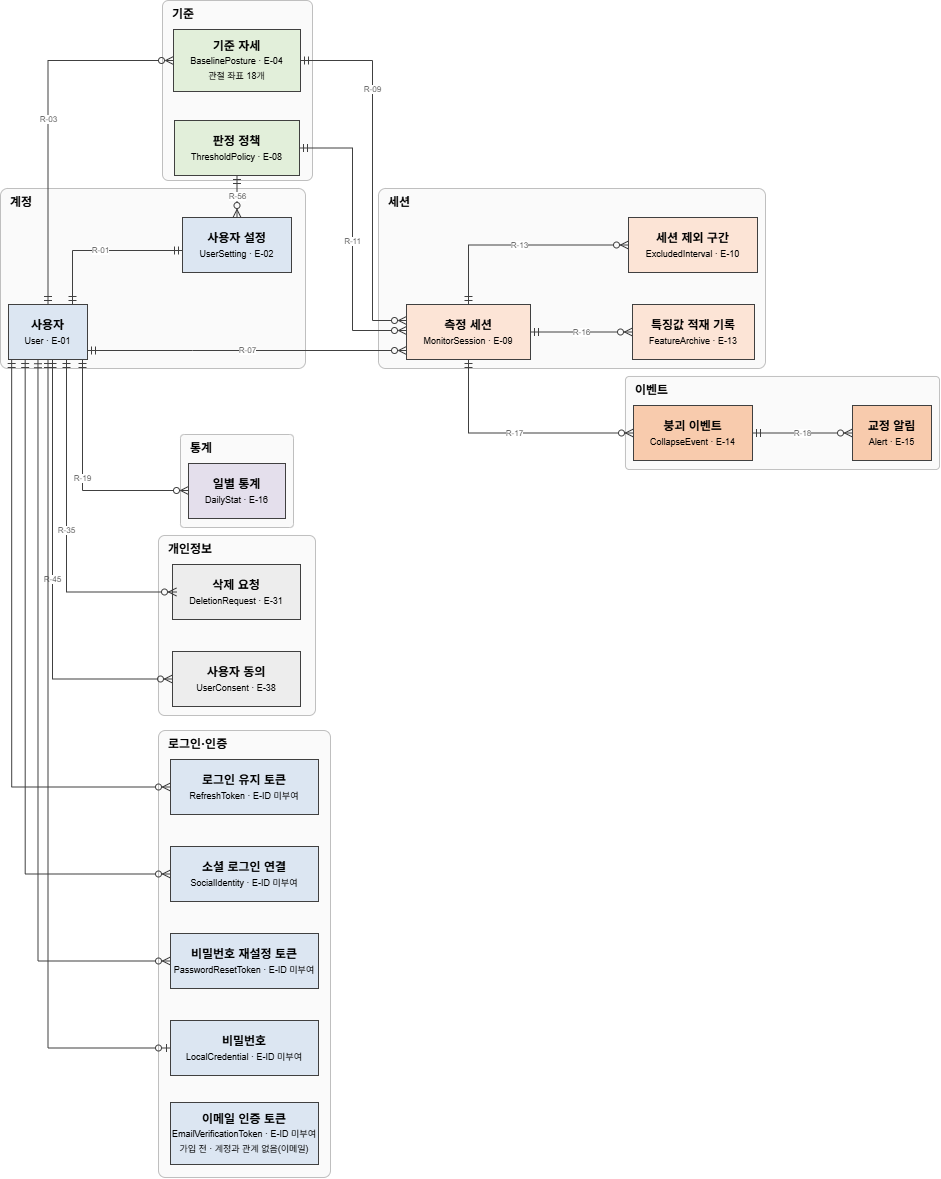 기준
기준 자세
BaselinePosture · E-04
관절 좌표 18개
R-09
R-03
판정 정책
ThresholdPolicy · E-08
R-56
계정
세션
사용자 설정
UserSetting · E-02
세션 제외 구간
ExcludedInterval · E-10
R-01
R-11
R-13
사용자
User · E-01
측정 세션
MonitorSession · E-09
R-16
특징값 적재 기록
FeatureArchive · E-13
R-07
이벤트
붕괴 이벤트
CollapseEvent · E-14
R-17
R-18
교정 알림
Alert · E-15
통계
일별 통계
DailyStat · E-16
R-19
R-35
개인정보
삭제 요청
DeletionRequest · E-31
R-45
사용자 동의
UserConsent · E-38
로그인·인증
로그인 유지 토큰
RefreshToken · E-ID 미부여
소셜 로그인 연결
SocialIdentity · E-ID 미부여
비밀번호 재설정 토큰
PasswordResetToken · E-ID 미부여
비밀번호
LocalCredential · E-ID 미부여
이메일 인증 토큰
EmailVerificationToken · E-ID 미부여
가입 전 · 계정과 관계 없음(이메일)